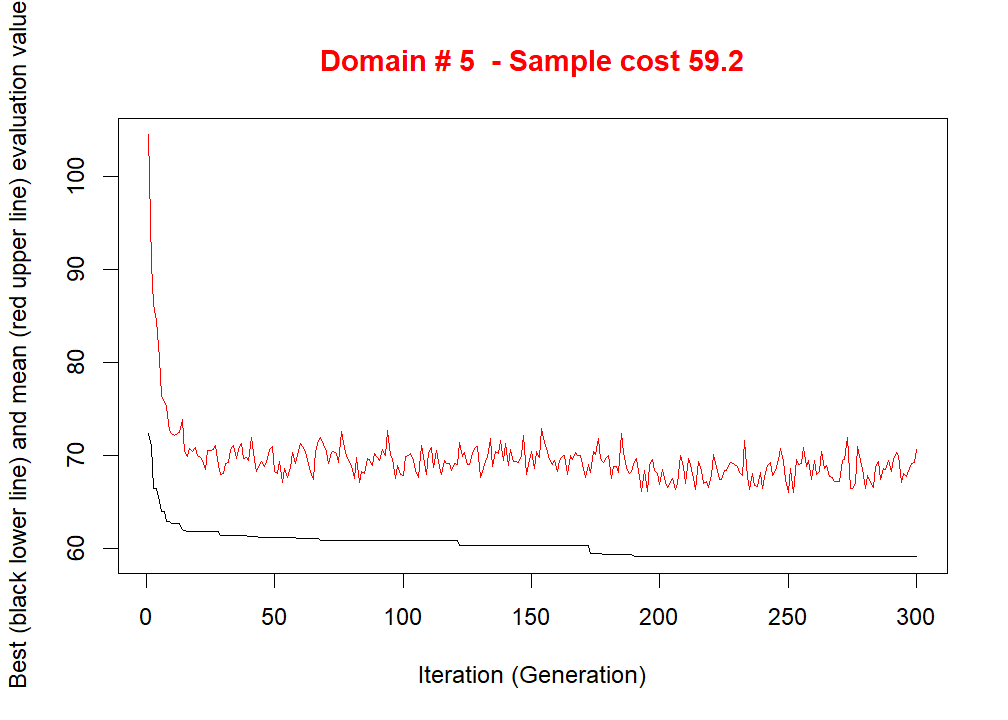 Domain # 5  - Sample cost 59.2
Best (black lower line) and mean (red upper line) evaluation value
100
90
80
70
60
0 50 100 150 200 250 300
Iteration (Generation)